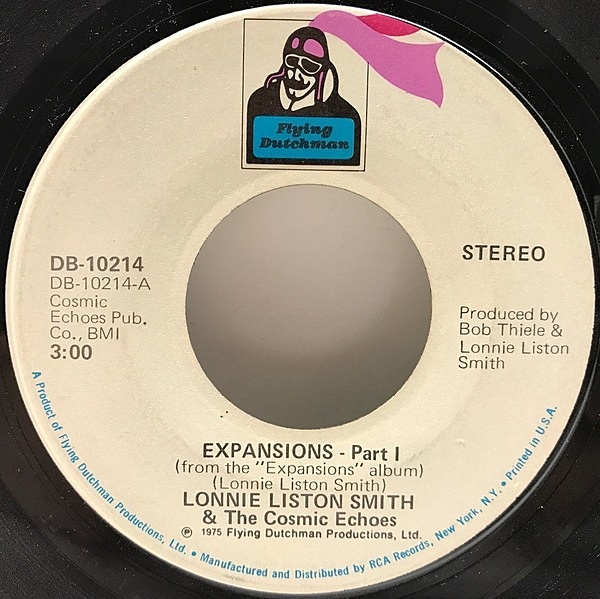 Flying
Dutchman
DB-10214
DB-10214-A
Cosmic
Echoes Pub.
Co., BMI
3:00
STEREO
Produced by
Bob Thiele &
Lonnie Liston
Smith
EXPANSIONS - Part I
(from the "Expansions" album)
(Lonnie Liston Smith)
LONNIE LISTON SMITH
& The Cosmic Echoes
℗ 1975 Flying Dutchman Productions, Ltd.
A Product of Flying Dutchman Productions, Ltd. • Manufactured and Distributed by RCA Records, New York, N.Y. • Printed in U.S.A.